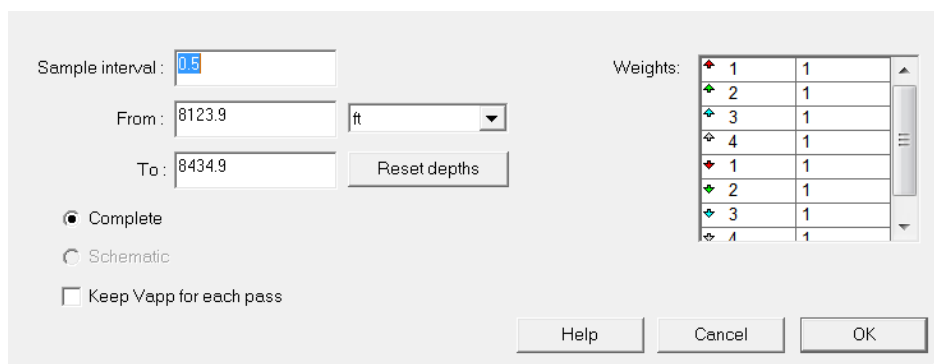 Sample interval : 0.5
From : 8123.9 ft
To : 8434.9 Reset depths
Complete
Schematic
Keep Vapp for each pass
Weights:
1 1
2 1
3 1
4 1
1 1
2 1
3 1
4 1
Help Cancel OK